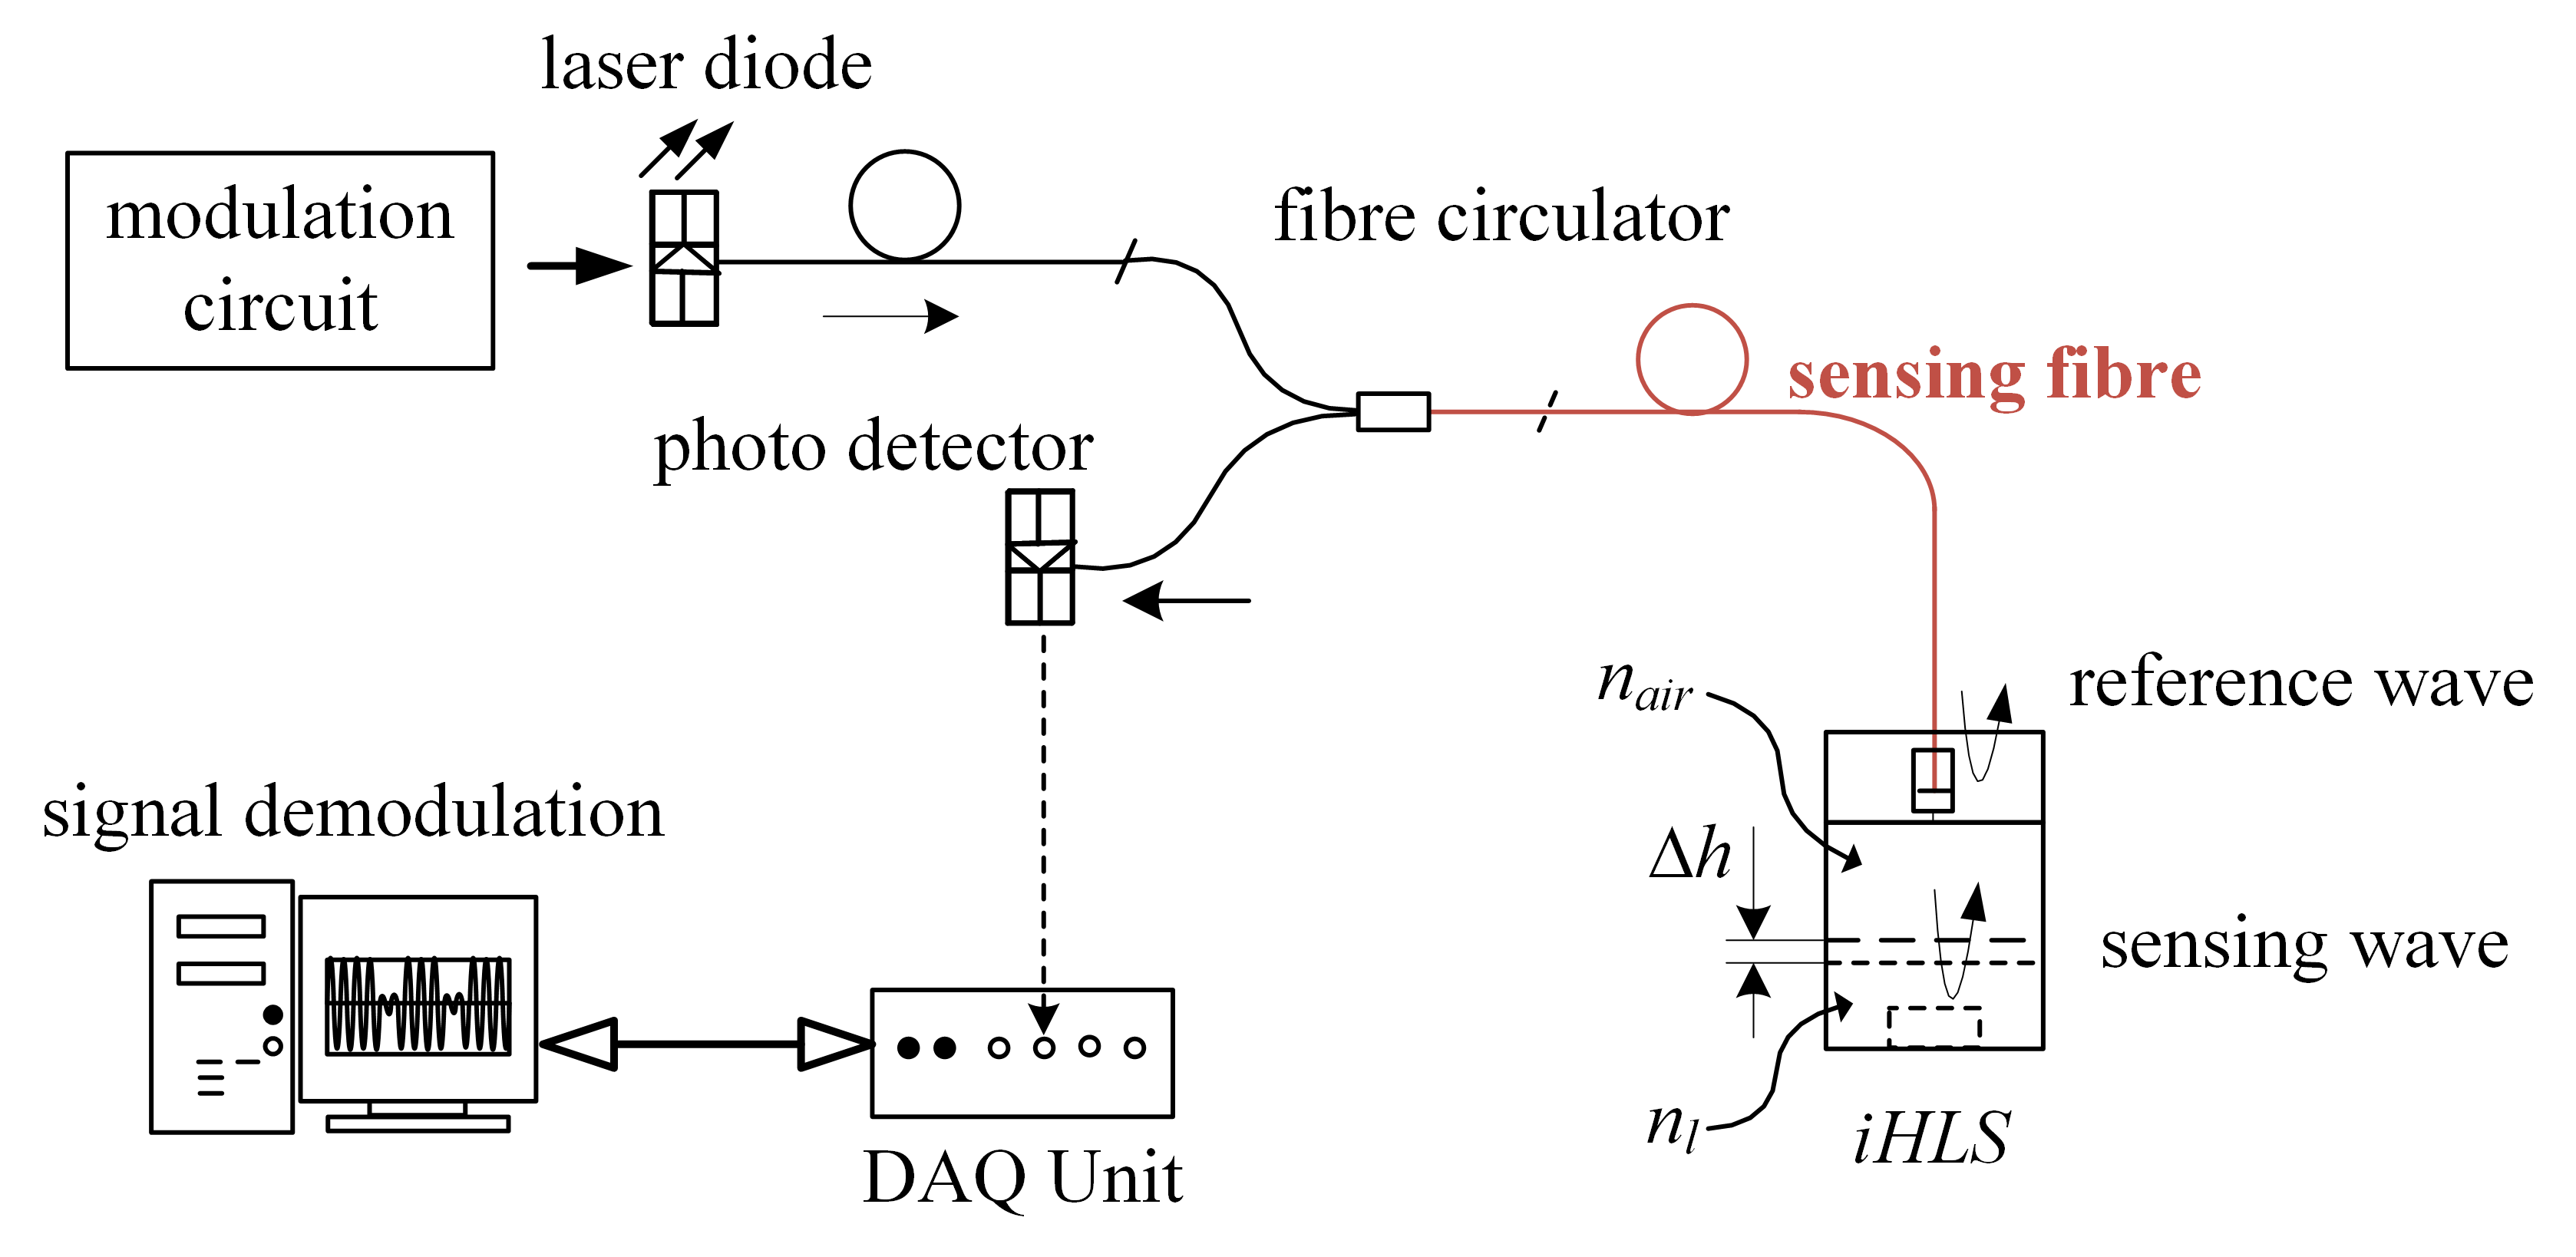 laser diode
modulation
circuit
fibre circulator
sensing fibre
photo detector
n_air
reference wave
signal demodulation
Δh
sensing wave
n_l
iHLS
DAQ Unit